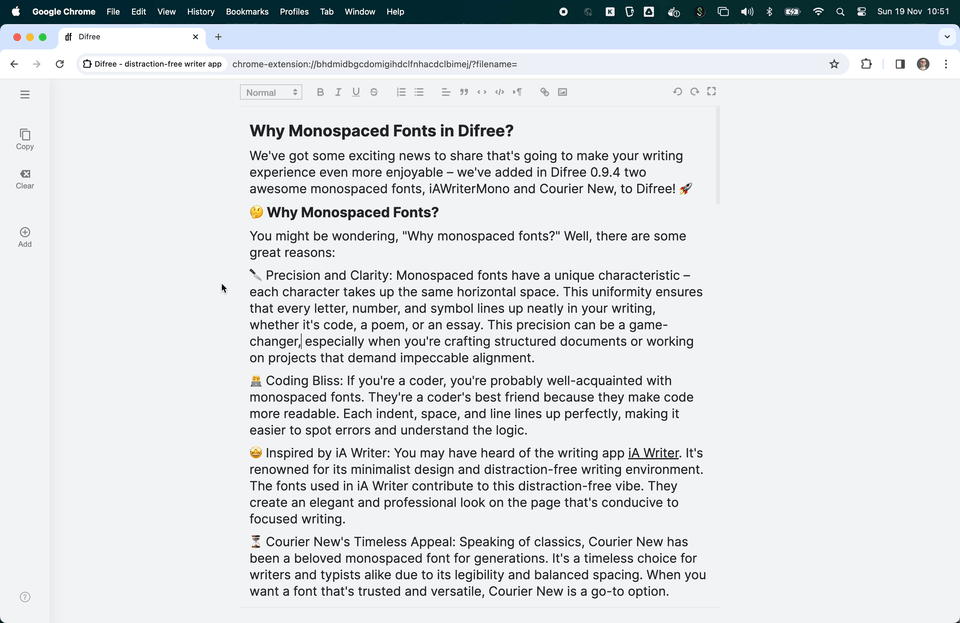 Google Chrome File Edit View History Bookmarks Profiles Tab Window Help Sun 19 Nov 10:51
Difree
Difree - distraction-free writer app chrome-extension://bhdmidbgcdomigihdclfnhacdclbimej/?filename=
Normal
Copy
Clear
Add
Why Monospaced Fonts in Difree?
We've got some exciting news to share that's going to make your writing
experience even more enjoyable – we've added in Difree 0.9.4 two
awesome monospaced fonts, iAWriterMono and Courier New, to Difree! 🚀
🤔 Why Monospaced Fonts?
You might be wondering, "Why monospaced fonts?" Well, there are some
great reasons:
🔪 Precision and Clarity: Monospaced fonts have a unique characteristic –
each character takes up the same horizontal space. This uniformity ensures
that every letter, number, and symbol lines up neatly in your writing,
whether it's code, a poem, or an essay. This precision can be a game-
changer, especially when you're crafting structured documents or working
on projects that demand impeccable alignment.
👩‍💻 Coding Bliss: If you're a coder, you're probably well-acquainted with
monospaced fonts. They're a coder's best friend because they make code
more readable. Each indent, space, and line lines up perfectly, making it
easier to spot errors and understand the logic.
🤩 Inspired by iA Writer: You may have heard of the writing app iA Writer. It's
renowned for its minimalist design and distraction-free writing environment.
The fonts used in iA Writer contribute to this distraction-free vibe. They
create an elegant and professional look on the page that's conducive to
focused writing.
⏳ Courier New's Timeless Appeal: Speaking of classics, Courier New has
been a beloved monospaced font for generations. It's a timeless choice for
writers and typists alike due to its legibility and balanced spacing. When you
want a font that's trusted and versatile, Courier New is a go-to option.